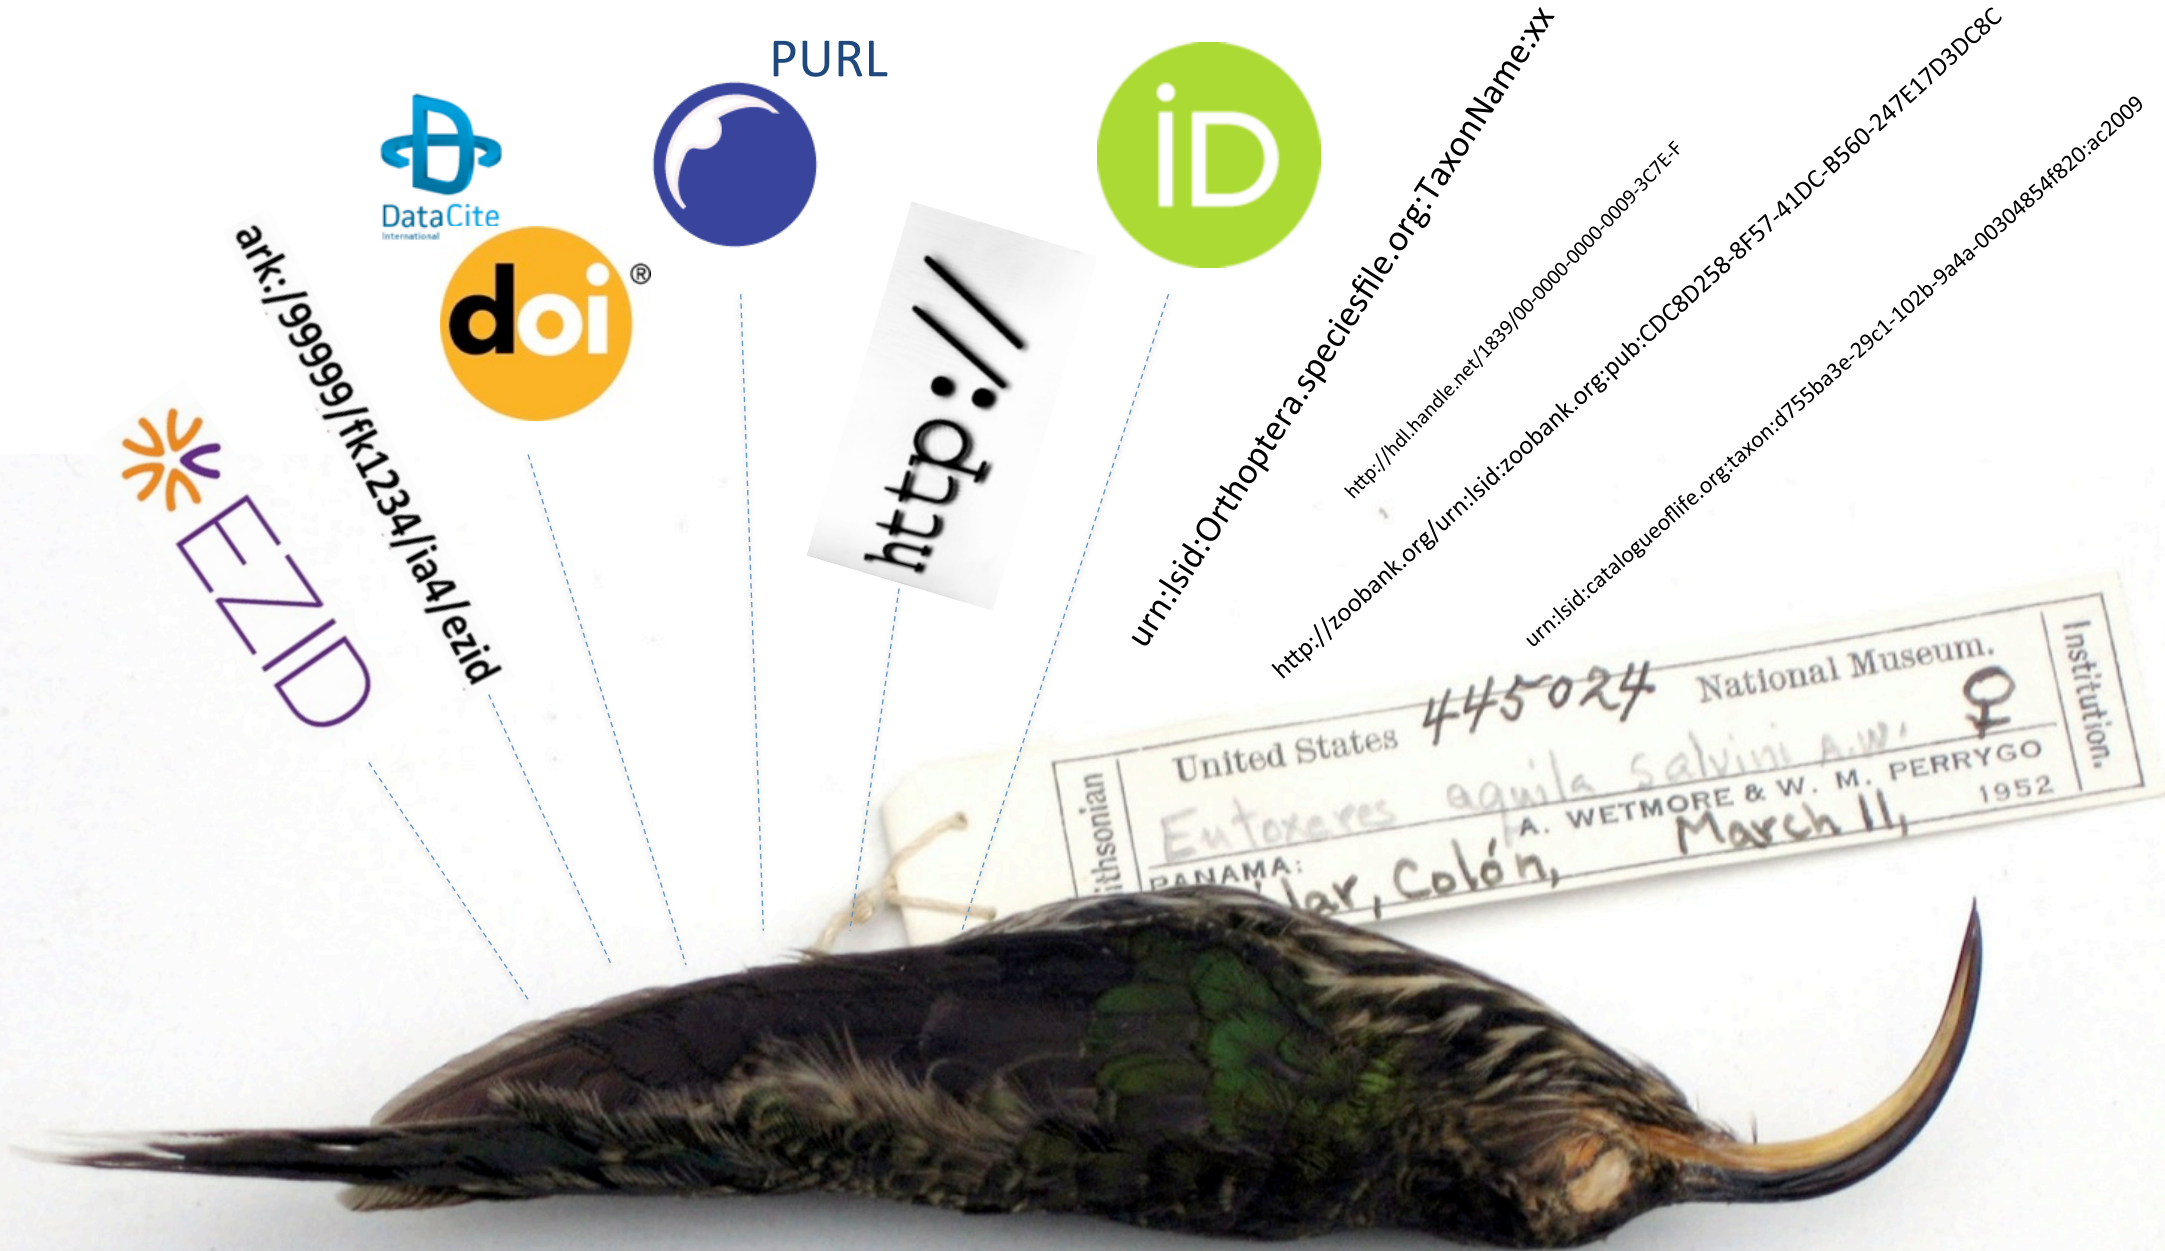 PURL
DataCite
International
doi®
iD
EZID
ark:/99999/fk1234/ia4/ezid
http://
urn:lsid:Orthoptera.speciesfile.org:TaxonName:xx
http://hdl.handle.net/1839/00-0000-0000-0009-3C7E-F
http://zoobank.org/urn:lsid:zoobank.org:pub:CDC8D258-8F57-41DC-B560-247E17D3DC8C
urn:lsid:catalogueoflife.org:taxon:d755ba3e-29c1-102b-9a4a-00304854f820:ac2009
ithsonian
United States 445024 National Museum.
Eutoxeres aquila salvini A.W. ♀
A. WETMORE & W. M. PERRYGO
PANAMA:
lar, Colón, March 11, 1952
Institution.